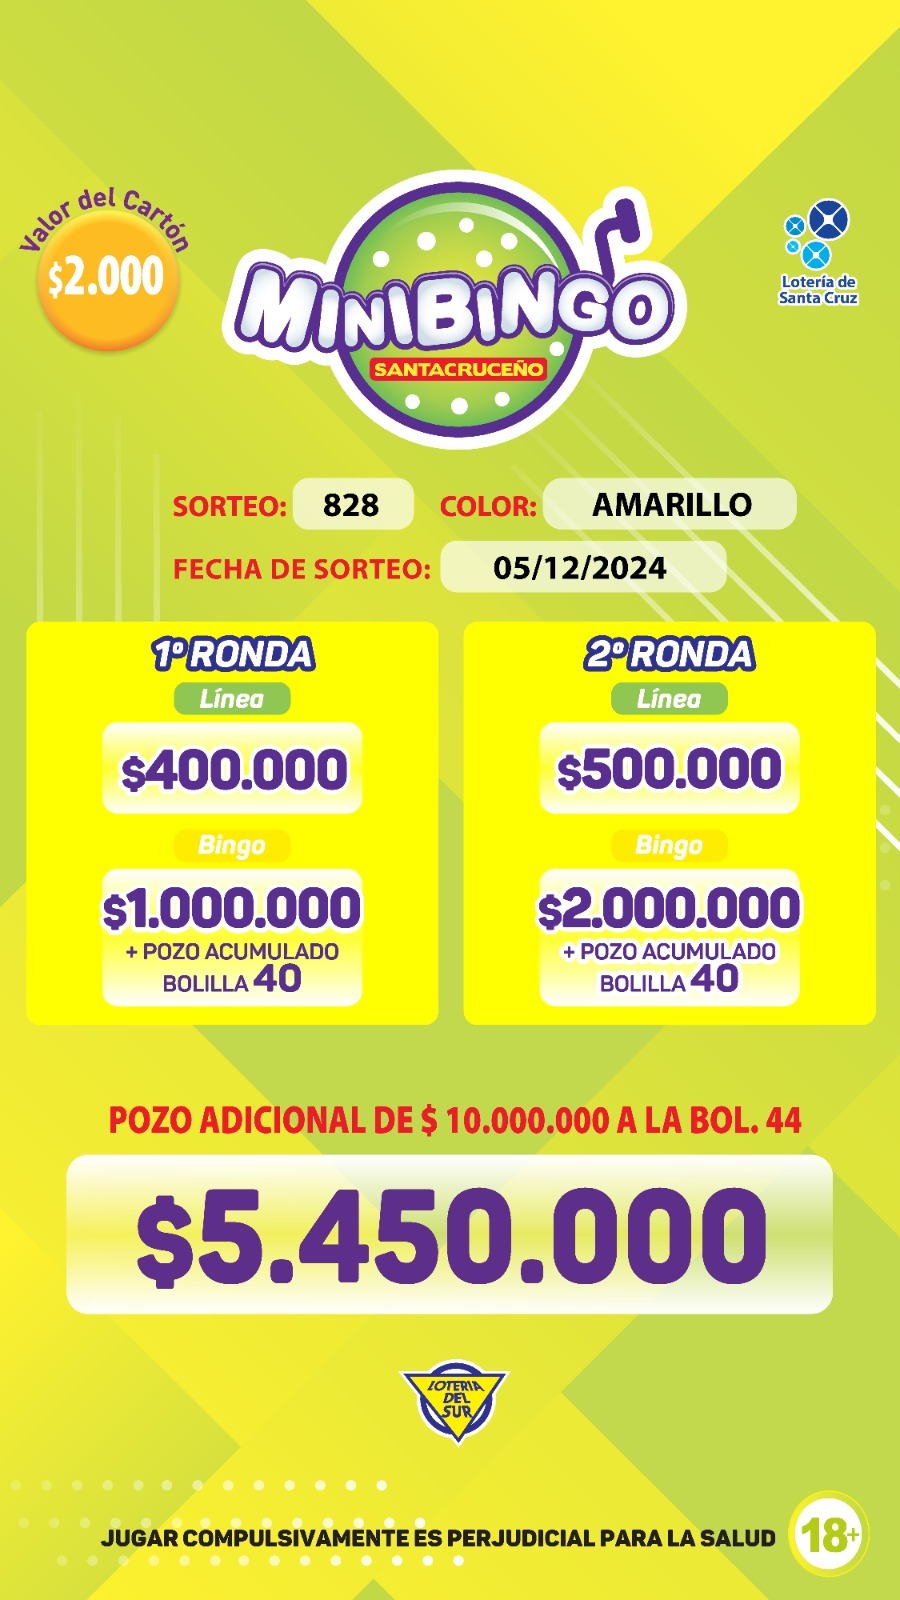 Valor del Cartón
$2.000
MINIBINGO
SANTACRUCEÑO
Lotería de
Santa Cruz
SORTEO: 828 COLOR: AMARILLO
FECHA DE SORTEO: 05/12/2024
1º RONDA
Línea
$400.000
Bingo
$1.000.000
+ POZO ACUMULADO
BOLILLA 40
2º RONDA
Línea
$500.000
Bingo
$2.000.000
+ POZO ACUMULADO
BOLILLA 40
POZO ADICIONAL DE $ 10.000.000 A LA BOL. 44
$5.450.000
LOTERIA
DEL
SUR
JUGAR COMPULSIVAMENTE ES PERJUDICIAL PARA LA SALUD 18+